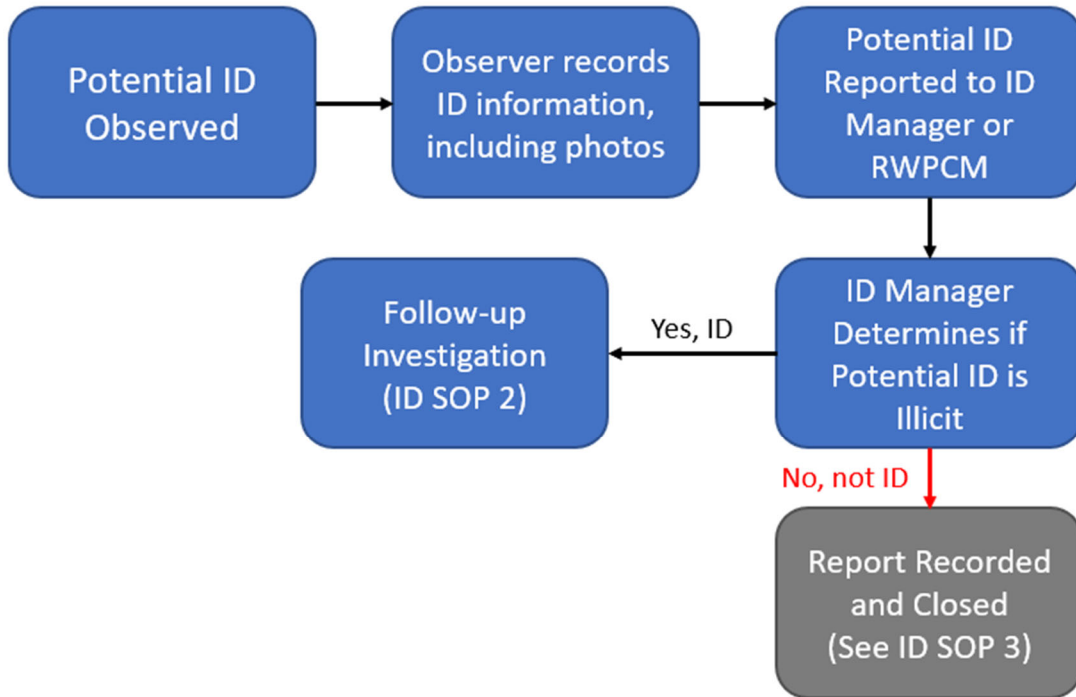 Potential ID
Observed
Observer records
ID information,
including photos
Potential ID
Reported to ID
Manager or
RWPCM
ID Manager
Determines if
Potential ID is
Illicit
Yes, ID
Follow-up
Investigation
(ID SOP 2)
No, not ID
Report Recorded
and Closed
(See ID SOP 3)